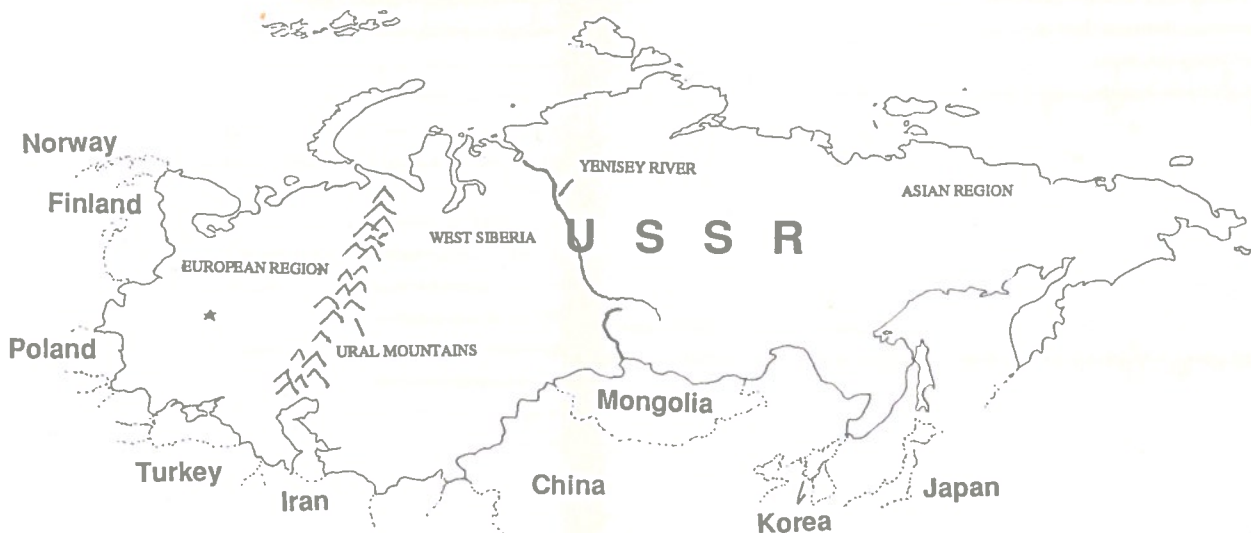 Norway
YENISEY RIVER
ASIAN REGION
Finland
WEST SIBERIA
U S S R
EUROPEAN REGION
Poland
URAL MOUNTAINS
Mongolia
Turkey
Iran
China
Japan
Korea